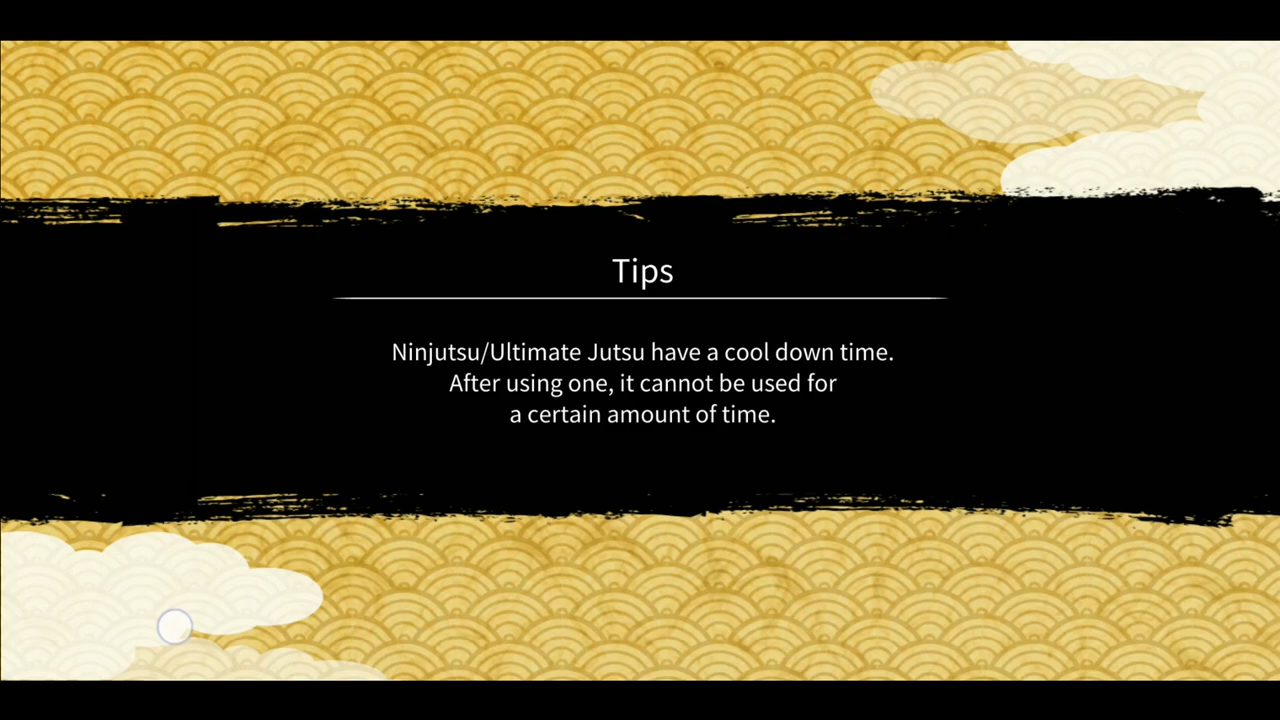 Tips
Ninjutsu/Ultimate Jutsu have a cool down time.
After using one, it cannot be used for
a certain amount of time.